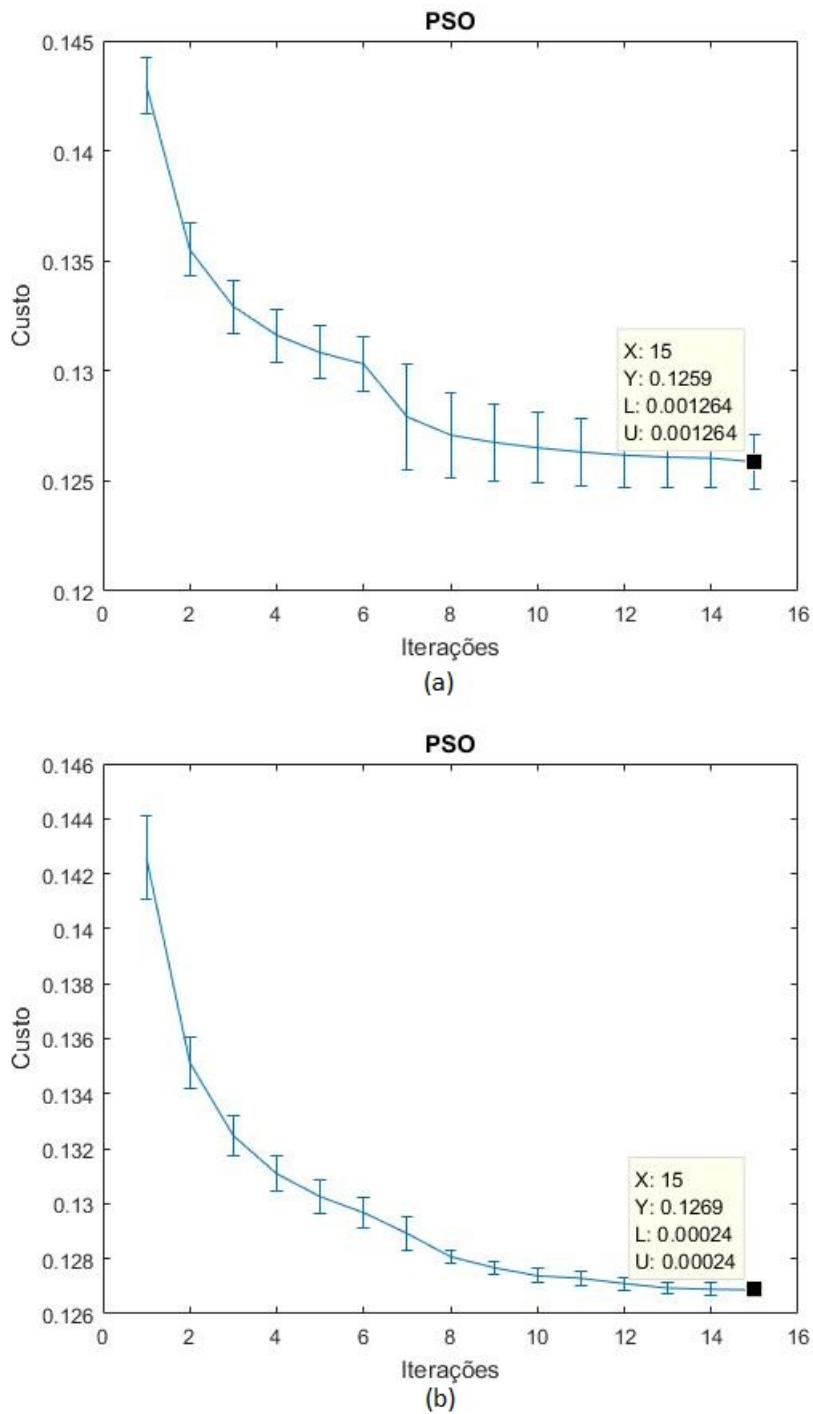 PSO
0.145
0.14
0.135
0.13
0.125
0.12
Custo
X: 15
Y: 0.1259
L: 0.001264
U: 0.001264
0 2 4 6 8 10 12 14 16
Iterações
(a)
PSO
0.146
0.144
0.142
0.14
0.138
0.136
0.134
0.132
0.13
0.128
0.126
Custo
X: 15
Y: 0.1269
L: 0.00024
U: 0.00024
0 2 4 6 8 10 12 14 16
Iterações
(b)